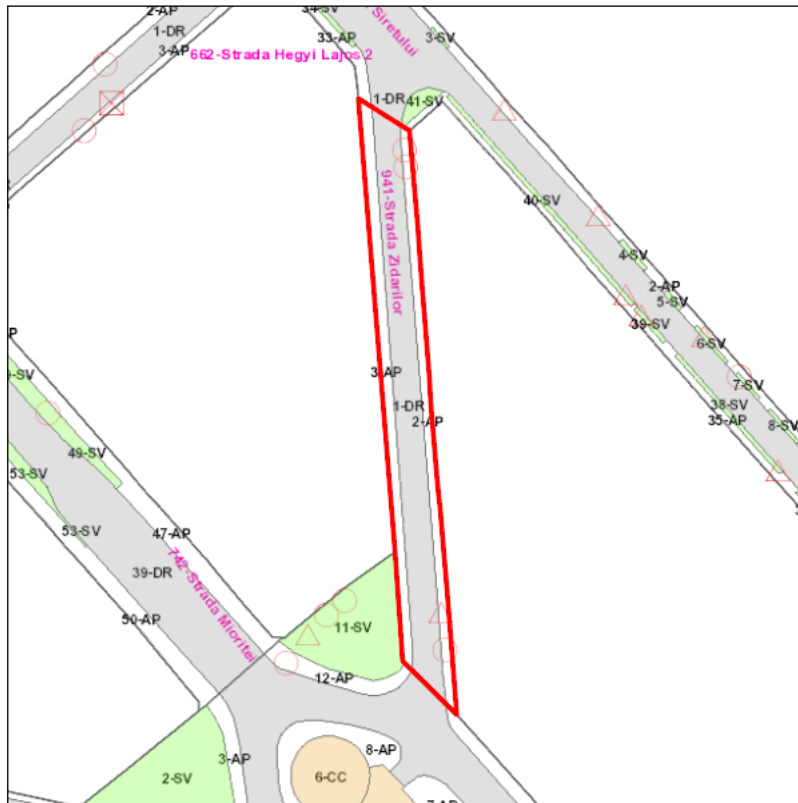 2-AP
34-SV
Siretului
1-DR
33-AP
3-SV
3-AP
662-Strada Hegyi Lajos 2
1-DR
41-SV
941-Strada Zidarilor
40-SV
4-SV
2-AP
5-SV
39-SV
6-SV
3-AP
7-SV
1-DR
38-SV
2-AP
35-AP
8-SV
49-SV
53-SV
53-SV
47-AP
742-Strada Mioritei
39-DR
50-AP
11-SV
12-AP
3-AP
8-AP
2-SV
6-CC
7-AP